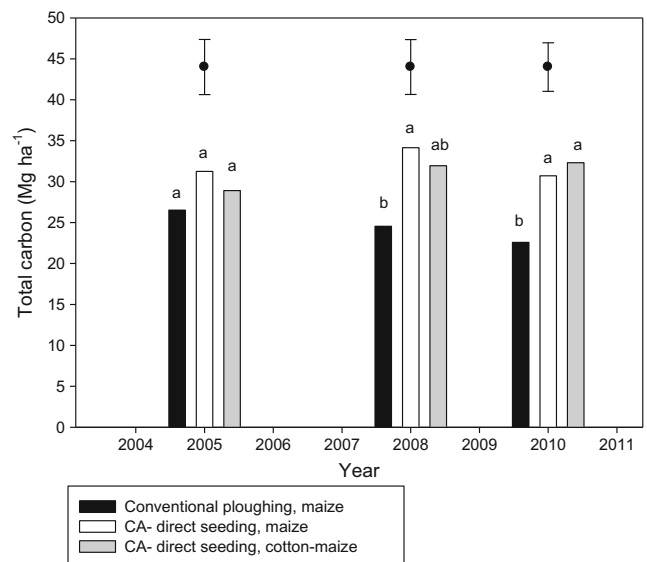 50
45
40
35
30
25
20
15
10
5
0
Total carbon (Mg ha⁻¹)
a a a
b a ab
b a a
2004 2005 2006 2007 2008 2009 2010 2011
Year
Conventional ploughing, maize
CA- direct seeding, maize
CA- direct seeding, cotton-maize